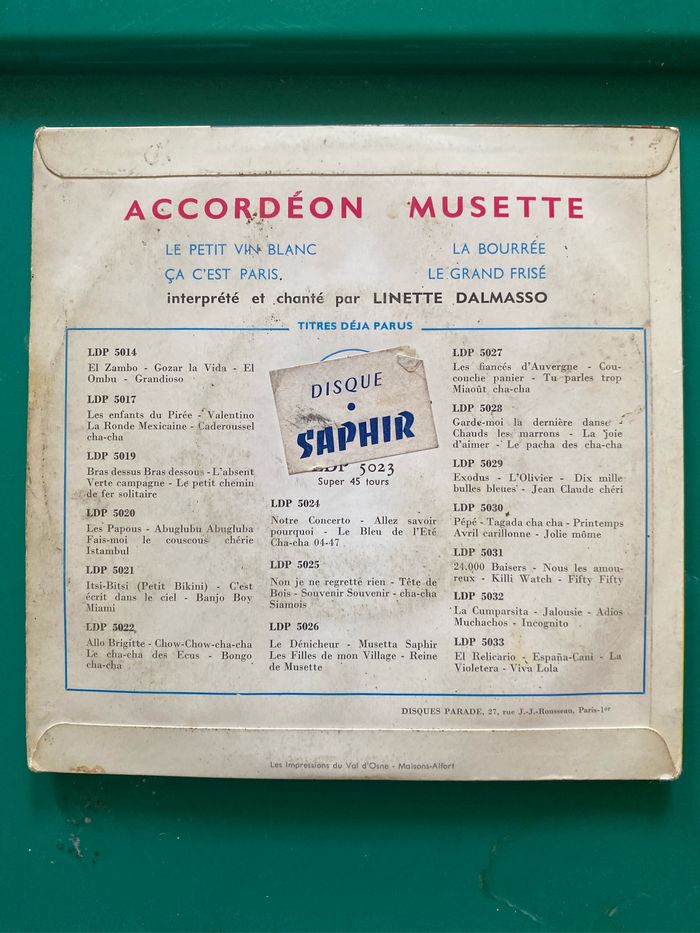 ACCORDÉON MUSETTE
LE PETIT VIN BLANC
LA BOURRÉE
ÇA C'EST PARIS.
LE GRAND FRISÉ
interprété et chanté par LINETTE DALMASSO
TITRES DÉJA PARUS
LDP 5014
El Zambo - Gozar la Vida - El
Ombu - Grandioso
LDP 5017
Les enfants du Pirée - Valentino
La Ronde Mexicaine - Caderoussel
cha-cha
LDP 5019
Bras dessus Bras dessous - L'absent
Verte campagne - Le petit chemin
de fer solitaire
LDP 5020
Les Papous - Abuglubu Abugluba
Fais-moi le couscous chérie
Istambul
LDP 5021
Itsi-Bitsi (Petit Bikini) - C'est
écrit dans le ciel - Banjo Boy
Miami
LDP 5022
Allo Brigitte - Chow-Chow-cha-cha
Le cha-cha des Ecus - Bongo
cha-cha
DISQUE
•
SAPHIR
LDP 5023
Super 45 tours
LDP 5024
Notre Concerto - Allez savoir
pourquoi - Le Bleu de l'Eté
Cha-cha 04-47
LDP 5025
Non je ne regrette rien - Tête de
Bois - Souvenir Souvenir - cha-cha
Siamois
LDP 5026
Le Dénicheur - Musetta Saphir
Les Filles de mon Village - Reine
de Musette
LDP 5027
Les fiancés d'Auvergne - Cou-
couche panier - Tu parles trop
Miaoût cha-cha
LDP 5028
Garde-moi la dernière danse -
Chauds les marrons - La joie
d'aimer - Le pacha des cha-cha
LDP 5029
Exodus - L'Olivier - Dix mille
bulles bleues - Jean Claude chéri
LDP 5030
Pépé - Tagada cha cha - Printemps
Avril carillonne - Jolie môme
LDP 5031
24.000 Baisers - Nous les amou-
reux - Killi Watch - Fifty Fifty
LDP 5032
La Cumparsita - Jalousie - Adios
Muchachos - Incognito
LDP 5033
El Relicario - España-Cani - La
Violetera - Viva Lola
DISQUES PARADE, 27, rue J.-J.-Rousseau, Paris-1er
Les Impressions du Val d'Osne - Maisons-Alfort